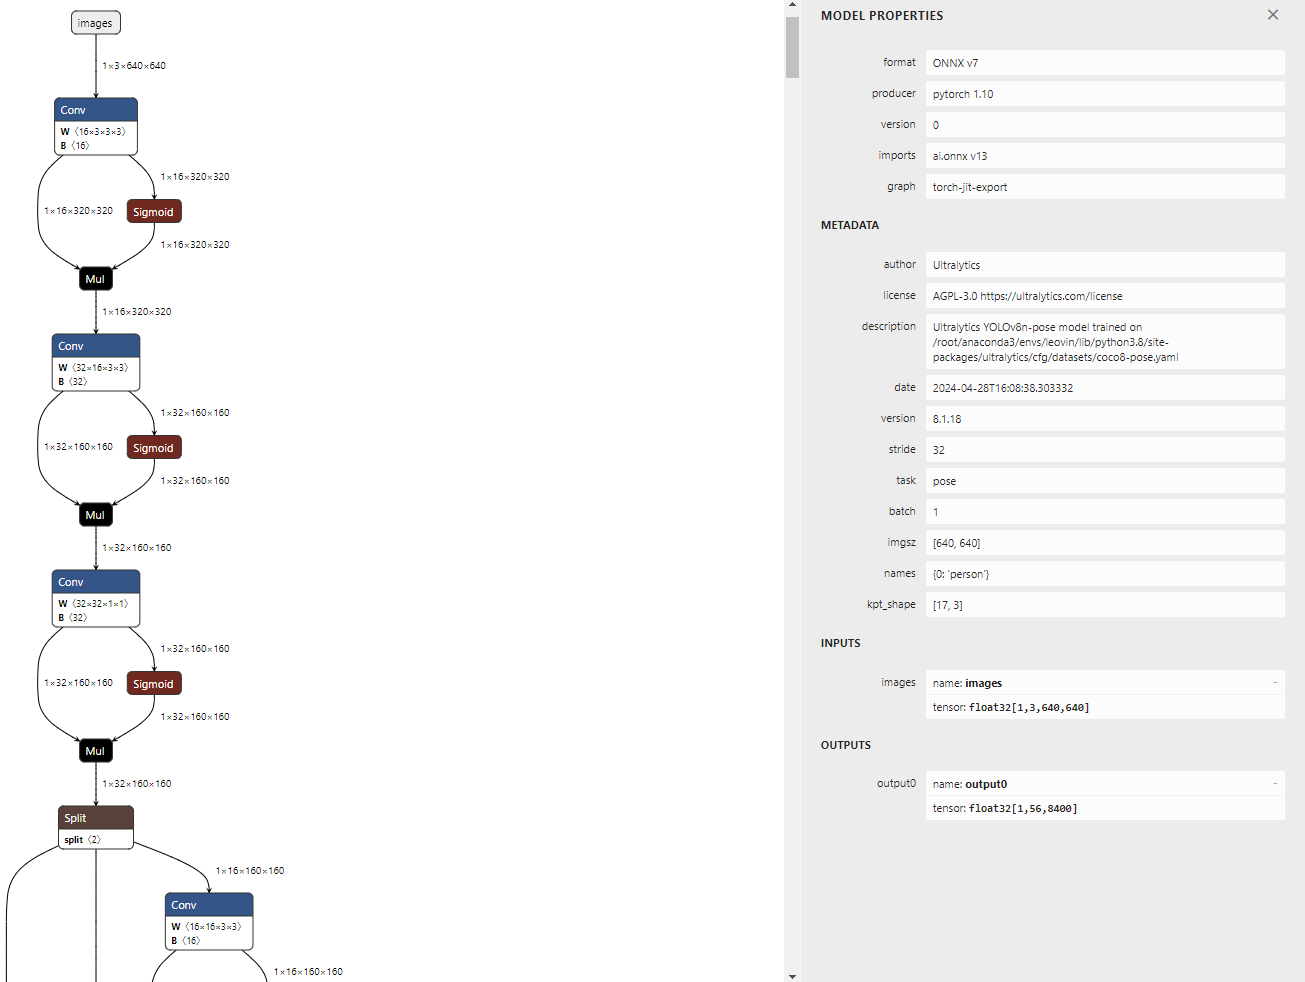 images
1×3×640×640
Conv
W ⟨16×3×3×3⟩
B ⟨16⟩
1×16×320×320
1×16×320×320
Sigmoid
1×16×320×320
Mul
1×16×320×320
Conv
W ⟨32×16×3×3⟩
B ⟨32⟩
1×32×160×160
1×32×160×160
Sigmoid
1×32×160×160
Mul
1×32×160×160
Conv
W ⟨32×32×1×1⟩
B ⟨32⟩
1×32×160×160
1×32×160×160
Sigmoid
1×32×160×160
Mul
1×32×160×160
Split
split ⟨2⟩
1×16×160×160
Conv
W ⟨16×16×3×3⟩
B ⟨16⟩
1×16×160×160
MODEL PROPERTIES
format ONNX v7
producer pytorch 1.10
version 0
imports ai.onnx v13
graph torch-jit-export
METADATA
author Ultralytics
license AGPL-3.0 https://ultralytics.com/license
description Ultralytics YOLOv8n-pose model trained on
/root/anaconda3/envs/leovin/lib/python3.8/site-
packages/ultralytics/cfg/datasets/coco8-pose.yaml
date 2024-04-28T16:08:38.303332
version 8.1.18
stride 32
task pose
batch 1
imgsz [640, 640]
names {0: 'person'}
kpt_shape [17, 3]
INPUTS
images name: images -
tensor: float32[1,3,640,640]
OUTPUTS
output0 name: output0 -
tensor: float32[1,56,8400]